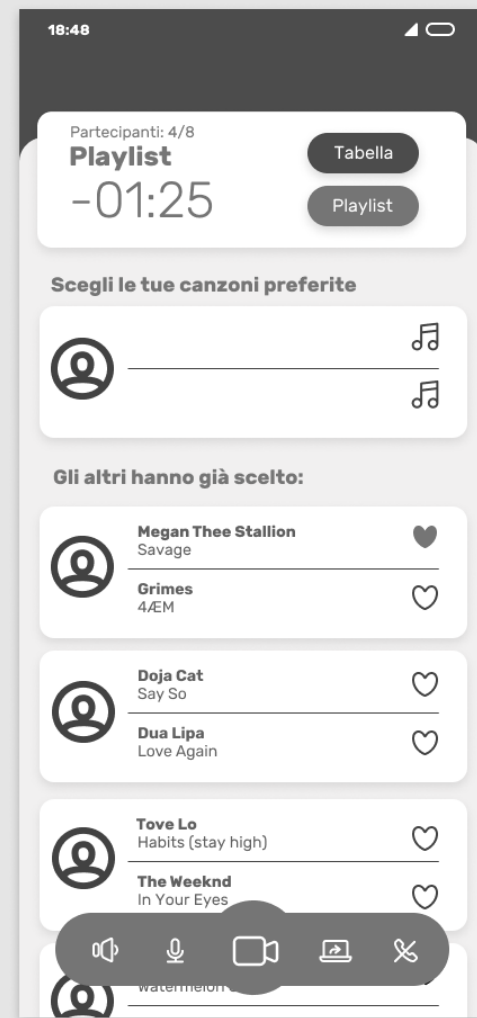 18:48
Partecipanti: 4/8
Playlist
-01:25
Tabella
Playlist
Scegli le tue canzoni preferite
Gli altri hanno già scelto:
Megan Thee Stallion
Savage
Grimes
4ÆM
Doja Cat
Say So
Dua Lipa
Love Again
Tove Lo
Habits (stay high)
The Weeknd
In Your Eyes
Watermelon